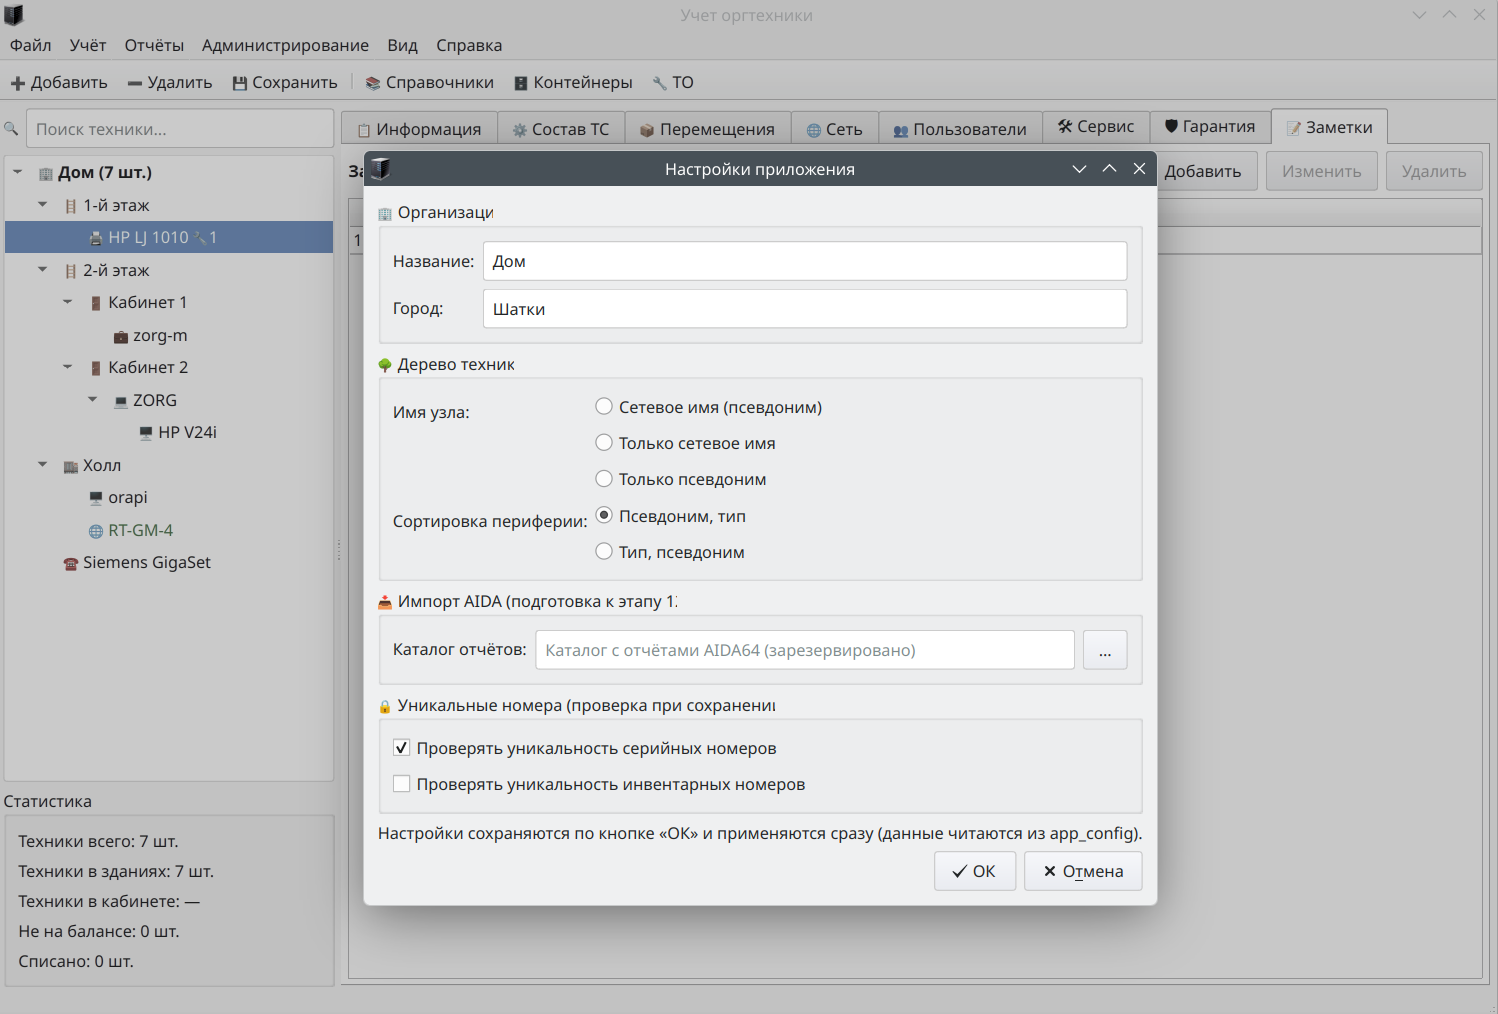 Учет оргтехники
Файл Учёт Отчёты Администрирование Вид Справка
Добавить Удалить Сохранить Справочники Контейнеры ТО
Поиск техники...
Информация Состав ТС Перемещения Сеть Пользователи Сервис Гарантия Заметки
Добавить Изменить Удалить
Дом (7 шт.)
1-й этаж
HP LJ 1010 1
2-й этаж
Кабинет 1
zorg-m
Кабинет 2
ZORG
HP V24i
Холл
orapi
RT-GM-4
Siemens GigaSet
Статистика
Техники всего: 7 шт.
Техники в зданиях: 7 шт.
Техники в кабинете: —
Не на балансе: 0 шт.
Списано: 0 шт.
1
Настройки приложения
Организаци
Название: Дом
Город: Шатки
Дерево техник
Имя узла:
Сетевое имя (псевдоним)
Только сетевое имя
Только псевдоним
Сортировка периферии: Псевдоним, тип
Тип, псевдоним
Импорт AIDA (подготовка к этапу 1
Каталог отчётов: Каталог с отчётами AIDA64 (зарезервировано) ...
Уникальные номера (проверка при сохранени
Проверять уникальность серийных номеров
Проверять уникальность инвентарных номеров
Настройки сохраняются по кнопке «ОК» и применяются сразу (данные читаются из app_config).
ОК Отмена